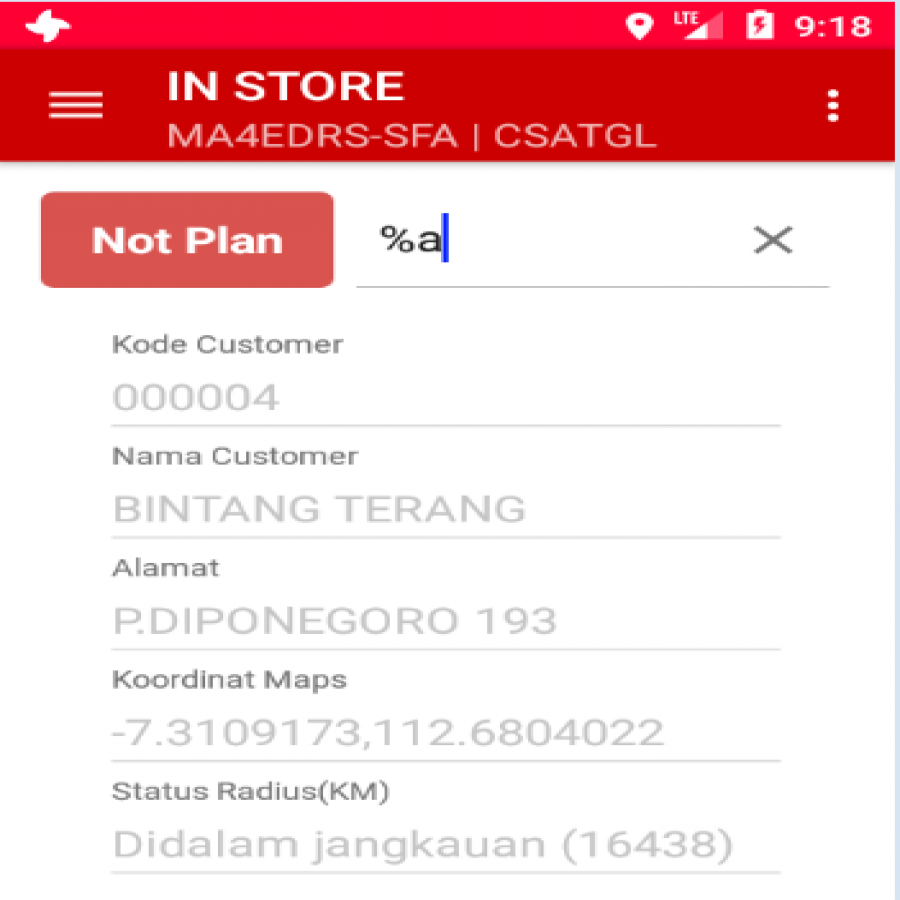 LTE 9:18
IN STORE
MA4EDRS-SFA | CSATGL
Not Plan %a
Kode Customer
000004
Nama Customer
BINTANG TERANG
Alamat
P.DIPONEGORO 193
Koordinat Maps
-7.3109173,112.6804022
Status Radius(KM)
Didalam jangkauan (16438)